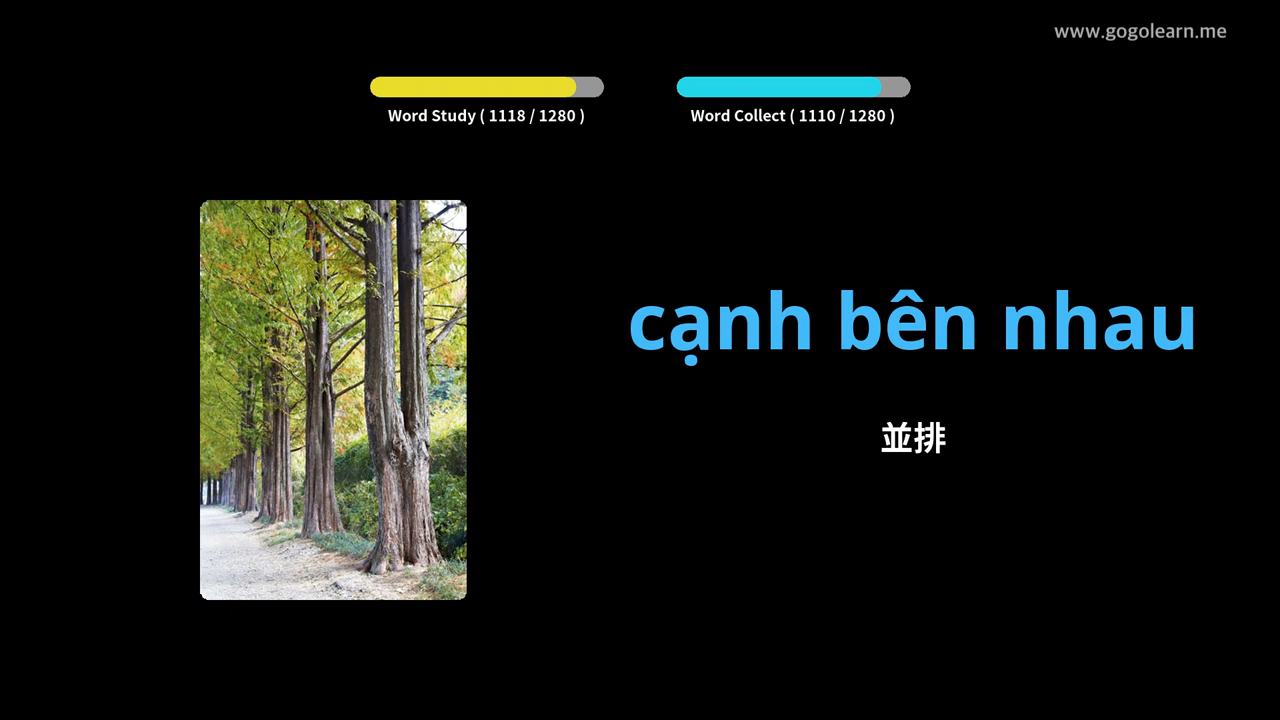 www.gogolearn.me
Word Study ( 1118 / 1280 )
Word Collect ( 1110 / 1280 )
cạnh bên nhau
並排